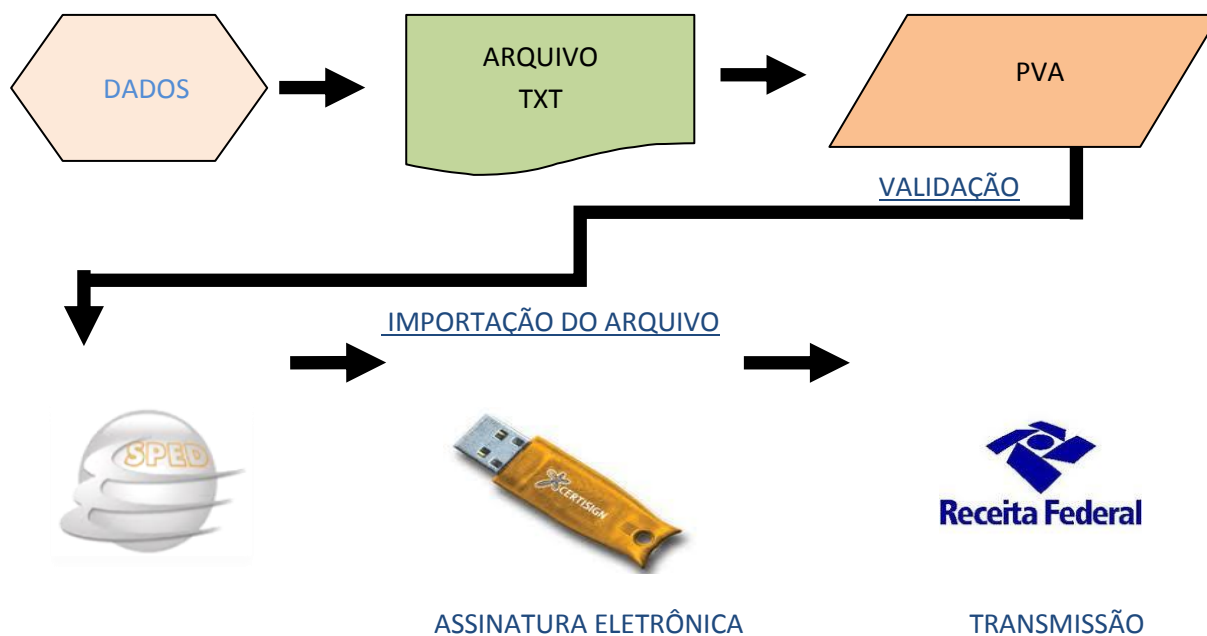 DADOS
ARQUIVO
TXT
PVA
VALIDAÇÃO
IMPORTAÇÃO DO ARQUIVO
SPED
CERTISIGN
Receita Federal
ASSINATURA ELETRÔNICA
TRANSMISSÃO